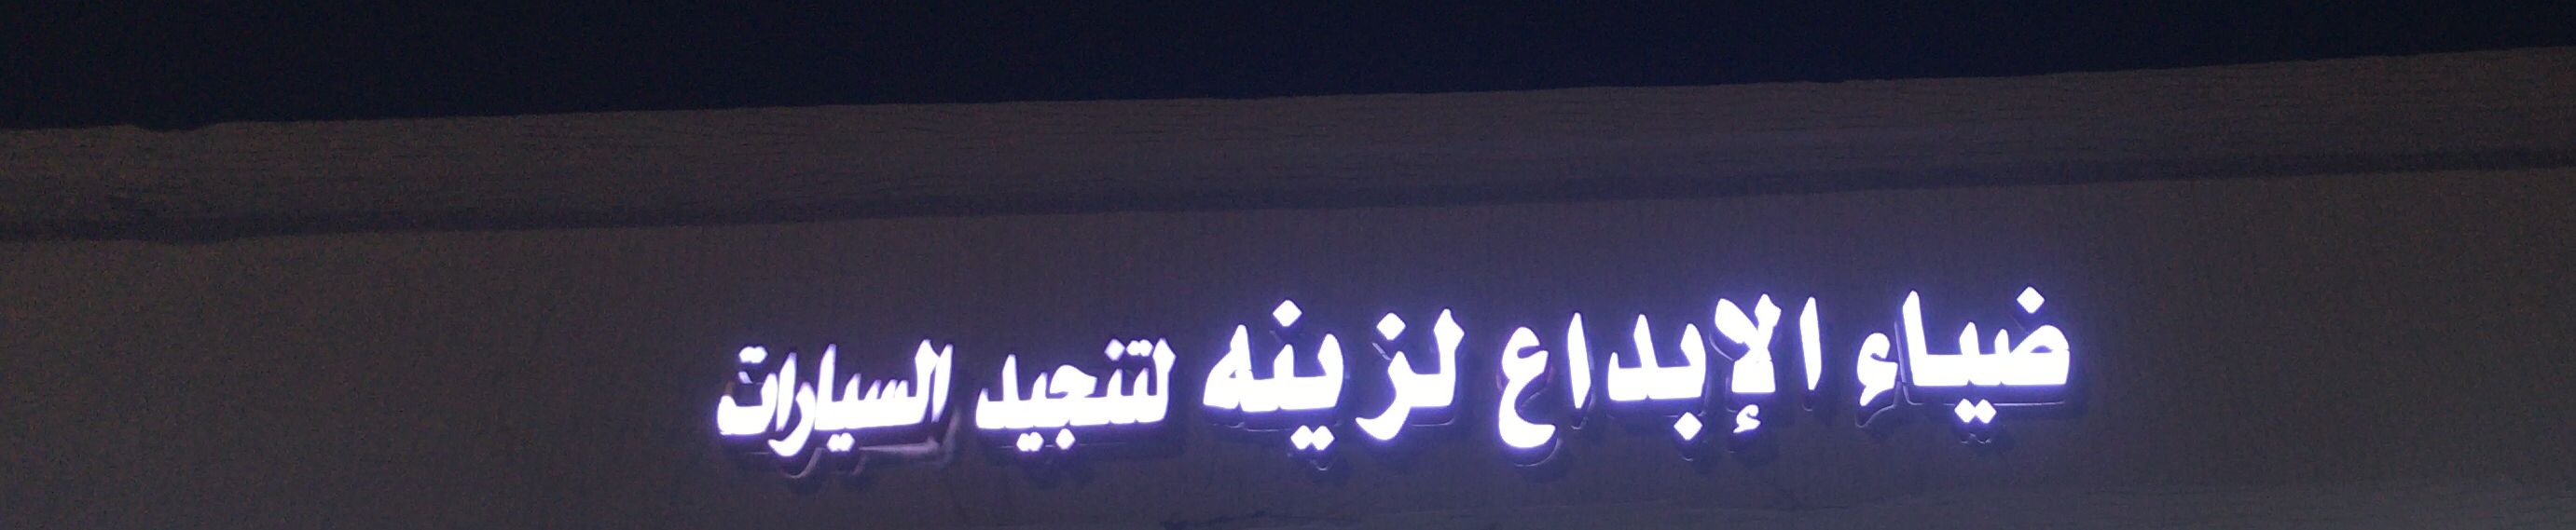 ضياء الإبداع لزينه لتنجيد السيارات